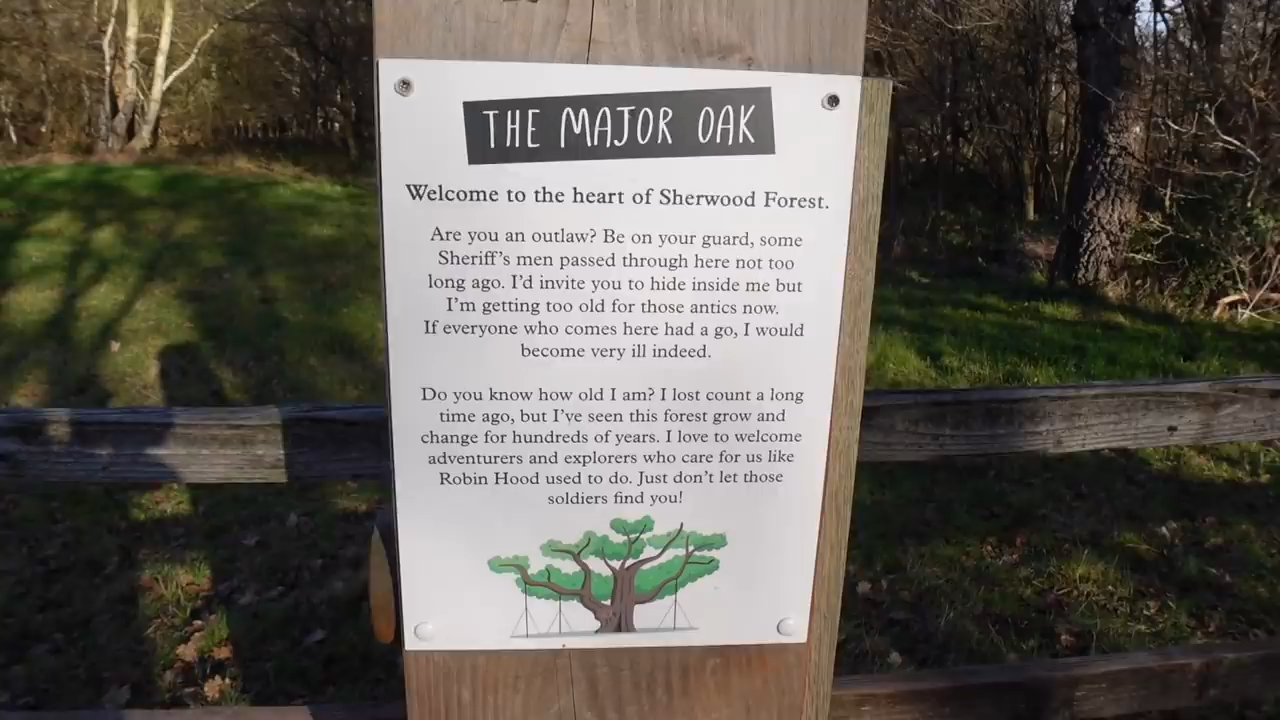 THE MAJOR OAK
Welcome to the heart of Sherwood Forest.
Are you an outlaw? Be on your guard, some
Sheriff's men passed through here not too
long ago. I'd invite you to hide inside me but
I'm getting too old for those antics now.
If everyone who comes here had a go, I would
become very ill indeed.
Do you know how old I am? I lost count a long
time ago, but I've seen this forest grow and
change for hundreds of years. I love to welcome
adventurers and explorers who care for us like
Robin Hood used to do. Just don't let those
soldiers find you!